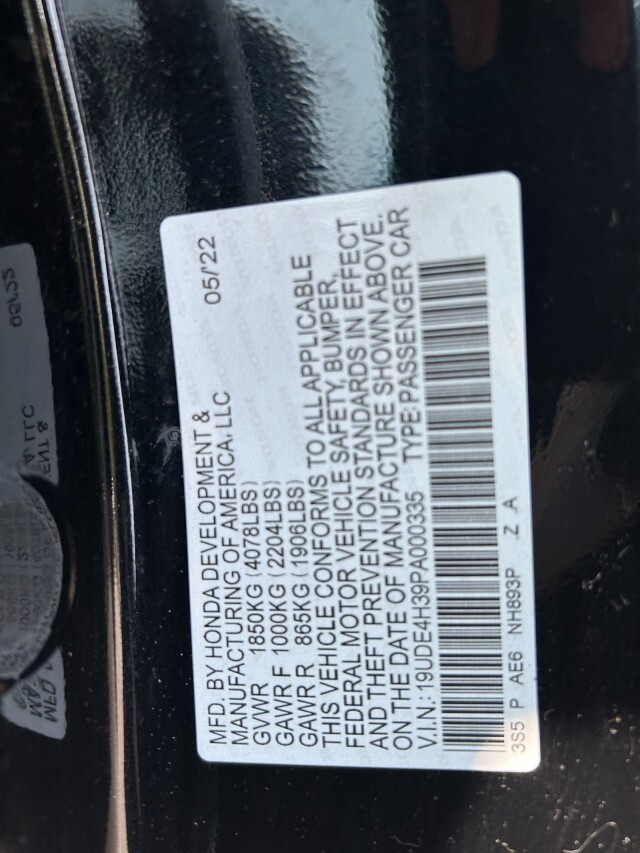 MFD. BY HONDA DEVELOPMENT &
MANUFACTURING OF AMERICA, LLC 05/'22
GVWR 1850KG (4078LBS)
GAWR F 1000KG (2204LBS)
GAWR R 865KG (1906LBS)
THIS VEHICLE CONFORMS TO ALL APPLICABLE
FEDERAL MOTOR VEHICLE SAFETY, BUMPER,
AND THEFT PREVENTION STANDARDS IN EFFECT
ON THE DATE OF MANUFACTURE SHOWN ABOVE.
V.I.N.: 19UDE4H39PA000335 TYPE:PASSENGER CAR
3S5 P AE6 NH893P Z A